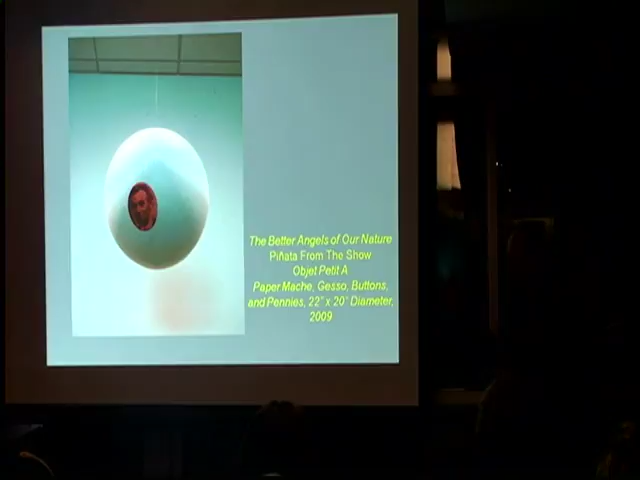 The Better Angels of Our Nature
Piñata From The Show
Objet Petit A
Paper Mache, Gesso, Buttons,
and Pennies, 22" x 20" Diameter,
2009